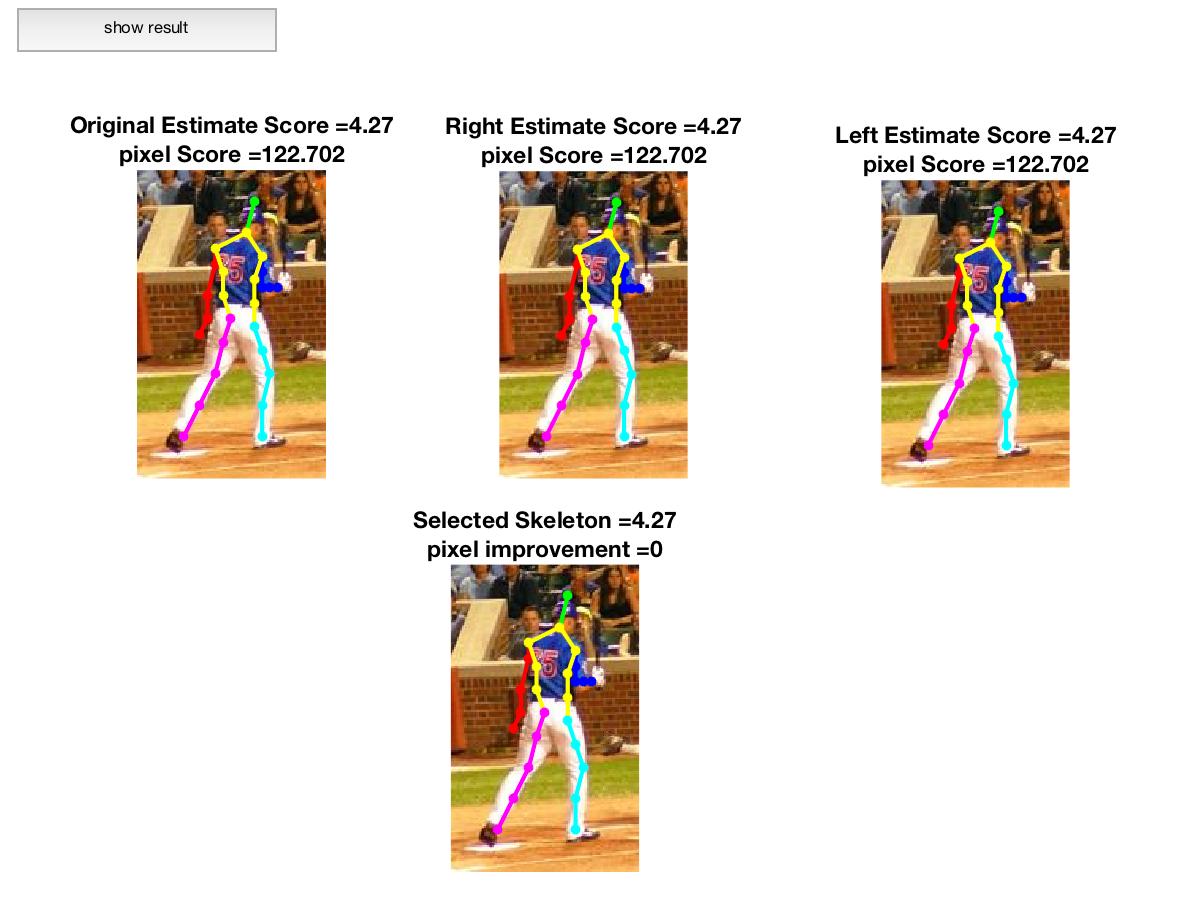 show result
Original Estimate Score =4.27
pixel Score =122.702
Right Estimate Score =4.27
pixel Score =122.702
Left Estimate Score =4.27
pixel Score =122.702
Selected Skeleton =4.27
pixel improvement =0